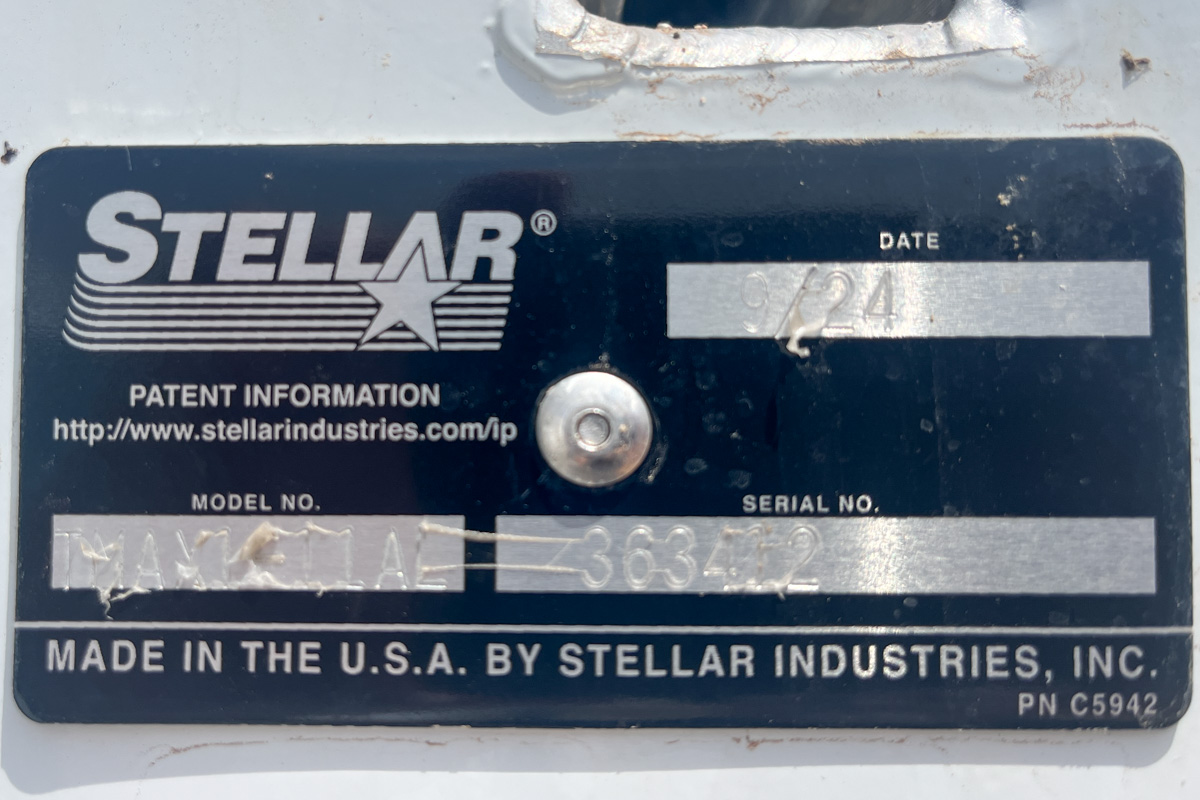 STELLAR®
DATE
9/24
PATENT INFORMATION
http://www.stellarindustries.com/ip
MODEL NO.
SERIAL NO.
MADE IN THE U.S.A. BY STELLAR INDUSTRIES, INC.
PN C5942